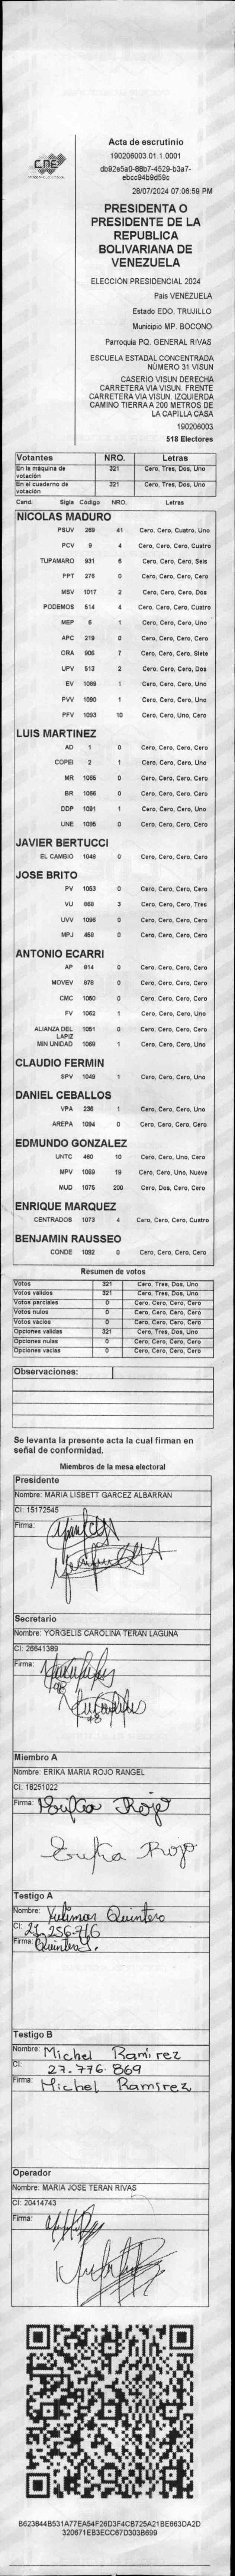 CNE
Acta de escrutinio
190206003.01.1.0001
db92e5a0-88b7-4529-b3a7-
ebcc94b9d59c
28/07/2024 07:06:59 PM
PRESIDENTA O
PRESIDENTE DE LA
REPUBLICA
BOLIVARIANA DE
VENEZUELA
ELECCIÓN PRESIDENCIAL 2024
Pais VENEZUELA
Estado EDO. TRUJILLO
Municipio MP. BOCONO
Parroquia PQ. GENERAL RIVAS
ESCUELA ESTADAL CONCENTRADA
NÚMERO 31 VISUN
CASERIO VISUN DERECHA
CARRETERA VIA VISUN. FRENTE
CARRETERA VIA VISUN. IZQUIERDA
CAMINO TIERRA A 200 METROS DE
LA CAPILLA CASA
190206003
518 Electores
Votantes NRO. Letras
En la máquina de votación 321 Cero, Tres, Dos, Uno
En el cuaderno de votación 321 Cero, Tres, Dos, Uno
Cand. Sigla Código NRO. Letras
NICOLAS MADURO
PSUV 269 41 Cero, Cero, Cuatro, Uno
PCV 9 4 Cero, Cero, Cero, Cuatro
TUPAMARO 931 6 Cero, Cero, Cero, Seis
PPT 276 0 Cero, Cero, Cero, Cero
MSV 1017 2 Cero, Cero, Cero, Dos
PODEMOS 514 4 Cero, Cero, Cero, Cuatro
MEP 6 1 Cero, Cero, Cero, Uno
APC 219 0 Cero, Cero, Cero, Cero
ORA 906 7 Cero, Cero, Cero, Siete
UPV 513 2 Cero, Cero, Cero, Dos
EV 1089 1 Cero, Cero, Cero, Uno
PVV 1090 1 Cero, Cero, Cero, Uno
PFV 1093 10 Cero, Cero, Uno, Cero
LUIS MARTINEZ
AD 1 0 Cero, Cero, Cero, Cero
COPEI 2 1 Cero, Cero, Cero, Uno
MR 1065 0 Cero, Cero, Cero, Cero
BR 1066 0 Cero, Cero, Cero, Cero
DDP 1091 1 Cero, Cero, Cero, Uno
UNE 1095 0 Cero, Cero, Cero, Cero
JAVIER BERTUCCI
EL CAMBIO 1048 0 Cero, Cero, Cero, Cero
JOSE BRITO
PV 1053 0 Cero, Cero, Cero, Cero
VU 868 3 Cero, Cero, Cero, Tres
UVV 1096 0 Cero, Cero, Cero, Cero
MPJ 459 0 Cero, Cero, Cero, Cero
ANTONIO ECARRI
AP 814 0 Cero, Cero, Cero, Cero
MOVEV 678 0 Cero, Cero, Cero, Cero
CMC 1050 0 Cero, Cero, Cero, Cero
FV 1062 1 Cero, Cero, Cero, Uno
ALIANZA DEL LAPIZ 1051 0 Cero, Cero, Cero, Cero
MIN UNIDAD 1069 1 Cero, Cero, Cero, Uno
CLAUDIO FERMIN
SPV 1049 1 Cero, Cero, Cero, Uno
DANIEL CEBALLOS
VPA 236 1 Cero, Cero, Cero, Uno
AREPA 1094 0 Cero, Cero, Cero, Cero
EDMUNDO GONZALEZ
UNTC 460 10 Cero, Cero, Uno, Cero
MPV 1069 19 Cero, Cero, Uno, Nueve
MUD 1075 200 Cero, Dos, Cero, Cero
ENRIQUE MARQUEZ
CENTRADOS 1073 4 Cero, Cero, Cero, Cuatro
BENJAMIN RAUSSEO
CONDE 1092 0 Cero, Cero, Cero, Cero
Resumen de votos
Votos 321 Cero, Tres, Dos, Uno
Votos válidos 321 Cero, Tres, Dos, Uno
Votos parciales 0 Cero, Cero, Cero, Cero
Votos nulos 0 Cero, Cero, Cero, Cero
Votos vacios 0 Cero, Cero, Cero, Cero
Opciones validas 321 Cero, Tres, Dos, Uno
Opciones nulas 0 Cero, Cero, Cero, Cero
Opciones vacias 0 Cero, Cero, Cero, Cero
Observaciones:
Se levanta la presente acta la cual firman en
señal de conformidad.
Miembros de la mesa electoral
Presidente
Nombre: MARIA LISBETT GARCEZ ALBARRAN
CI: 15172545
Firma:
Secretario
Nombre: YORGELIS CAROLINA TERAN LAGUNA
CI: 26641389
Firma:
Miembro A
Nombre: ERIKA MARIA ROJO RANGEL
CI: 18251022
Firma: Erika Rojo
Erika Rojo
Testigo A
Nombre: Yulimar Quintero
CI: 21.256.716
Firma: Quintero Y.
Testigo B
Nombre: Michel Ramirez
CI: 27.776.869
Firma: Michel Ramirez
Operador
Nombre: MARIA JOSE TERAN RIVAS
CI: 20414743
Firma:
B623844B531A77EA54F26D3F4CB725A21BE663DA2D
320671EB3ECC67D303B699